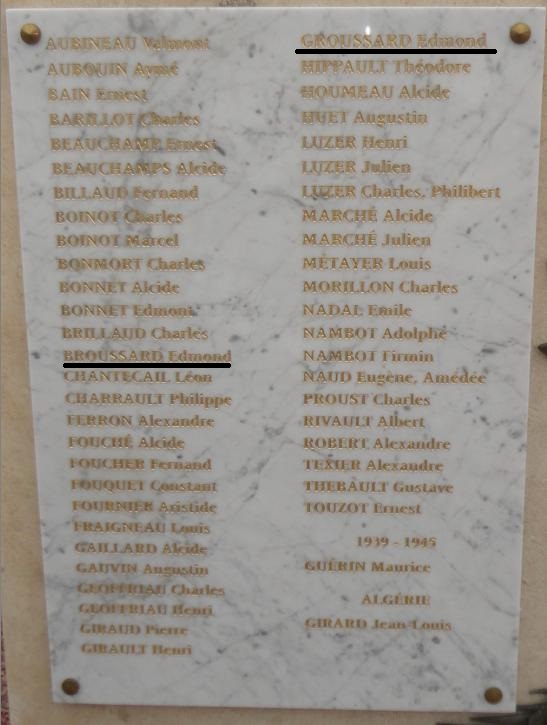 AUBINEAU Valmont
AUBOUIN Aymé
BAIN Ernest
BARILLOT Charles
BEAUCHAMP Ernest
BEAUCHAMPS Alcide
BILLAUD Fernand
BOINOT Charles
BOINOT Marcel
BONMORT Charles
BONNET Alcide
BONNET Edmont
BRILLAUD Charles
BROUSSARD Edmond
CHANTECAIL Léon
CHARRAULT Philippe
FERRON Alexandre
FOUCHÉ Alcide
FOUCHER Fernand
FOUQUET Constant
FOURNIER Aristide
FRAIGNEAU Louis
GAILLARD Alcide
GAUVIN Augustin
GEOFFRIAU Charles
GEOFFRIAU Henri
GIRAUD Pierre
GIRAULT Henri
GROUSSARD Edmond
HIPPAULT Théodore
HOUMEAU Alcide
HUET Augustin
LUZER Henri
LUZER Julien
LUZER Charles, Philibert
MARCHÉ Alcide
MARCHÉ Julien
MÉTAYER Louis
MORILLON Charles
NADAL Emile
NAMBOT Adolphe
NAMBOT Firmin
NAUD Eugène, Amédée
PROUST Charles
RIVAULT Albert
ROBERT Alexandre
TEXIER Alexandre
THEBAULT Gustave
TOUZOT Ernest
1939 - 1945
GUÉRIN Maurice
ALGÉRIE
GIRARD Jean-Louis